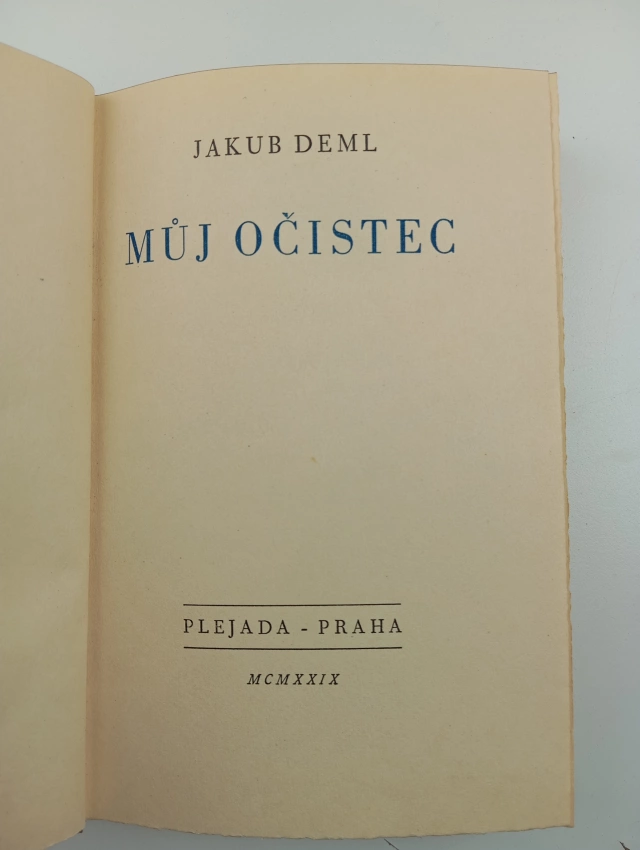 JAKUB DEML
MŮJ OČISTEC
PLEJADA - PRAHA
MCMXXIX